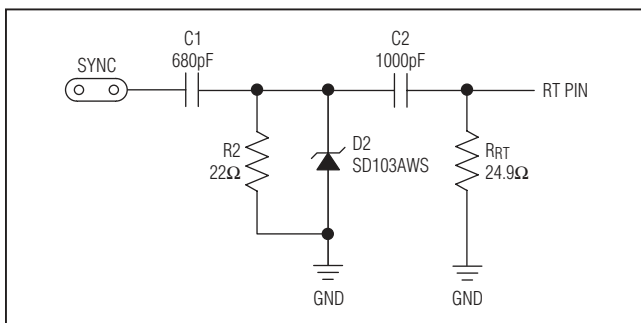 SYNC
C1
680pF
C2
1000pF
RT PIN
R2
22Ω
D2
SD103AWS
RRT
24.9Ω
GND
GND